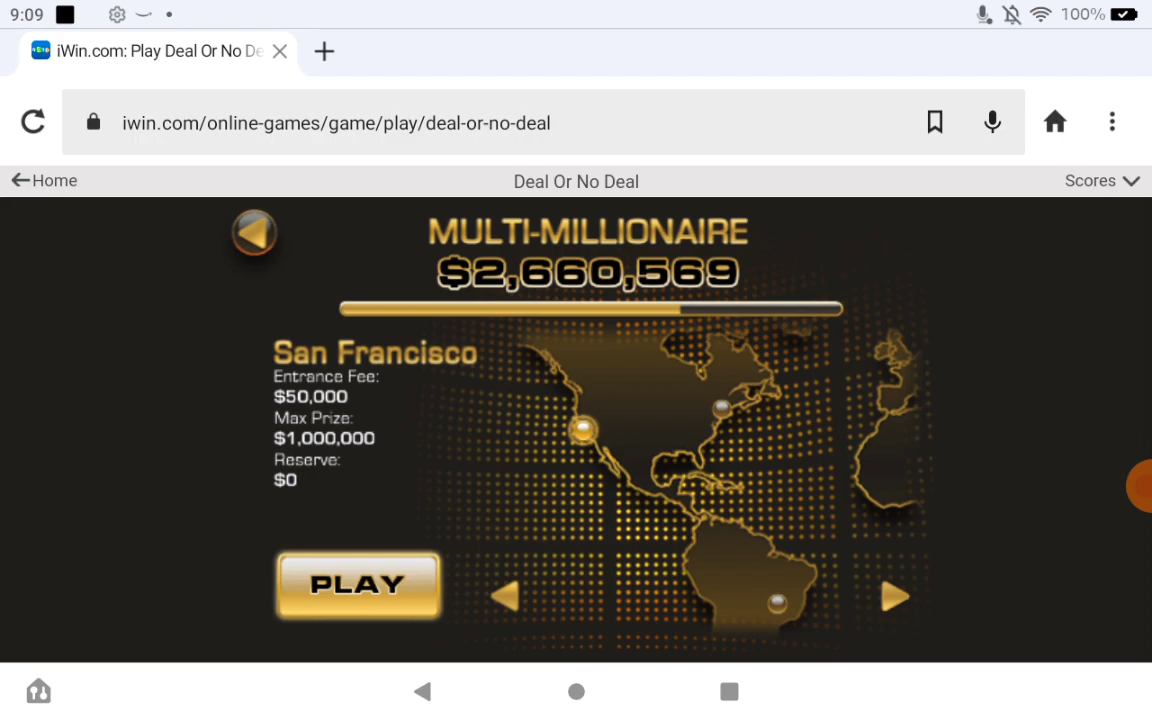 9:09
100%
iWin.com: Play Deal Or No De
iwin.com/online-games/game/play/deal-or-no-deal
Home
Deal Or No Deal
Scores
MULTI-MILLIONAIRE
$2,660,569
San Francisco
Entrance Fee:
$50,000
Max Prize:
$1,000,000
Reserve:
$0
PLAY